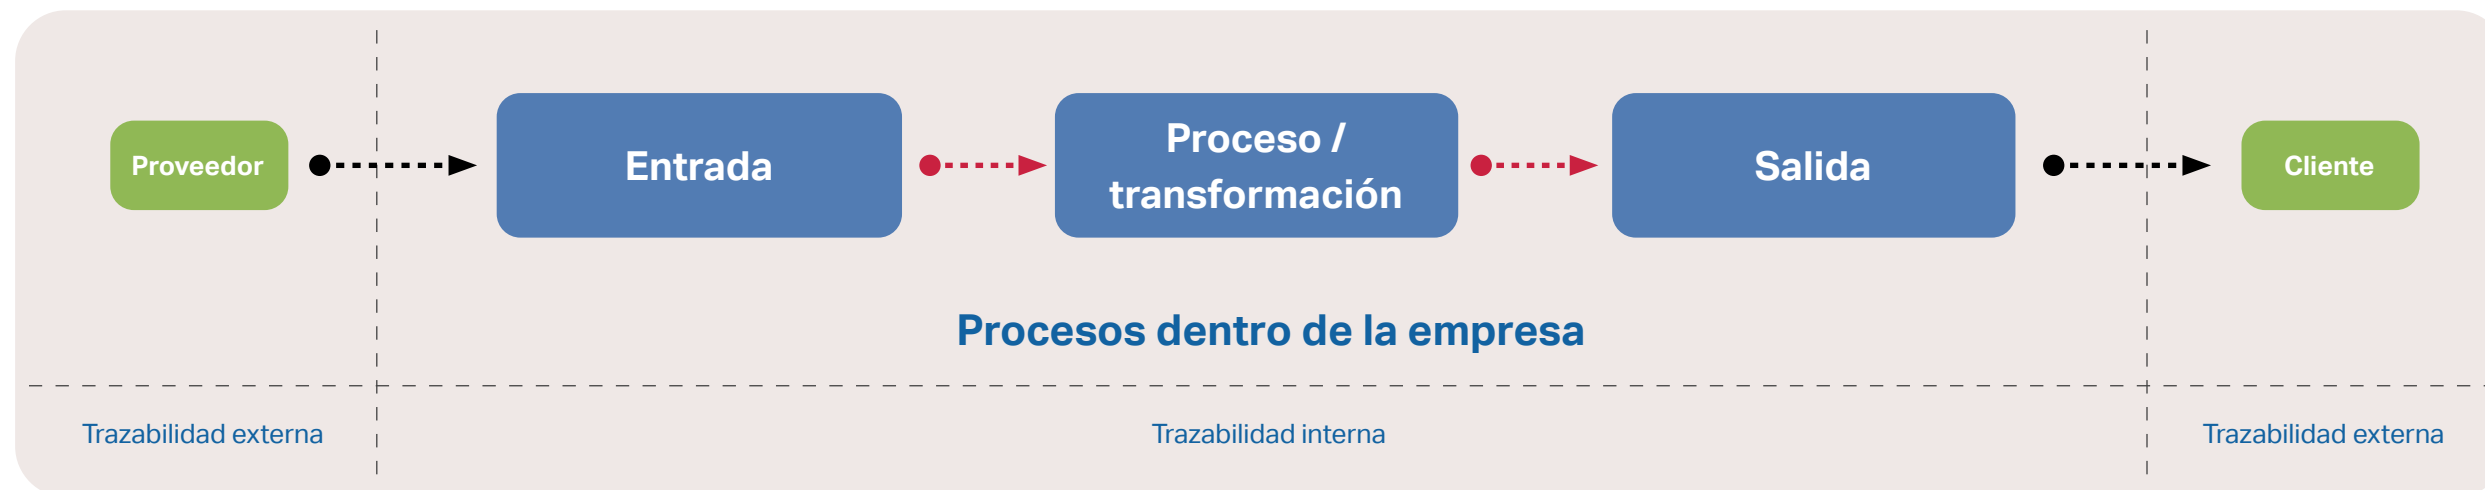 Proveedor
Entrada
Proceso /
transformación
Salida
Cliente
Procesos dentro de la empresa
Trazabilidad externa
Trazabilidad interna
Trazabilidad externa